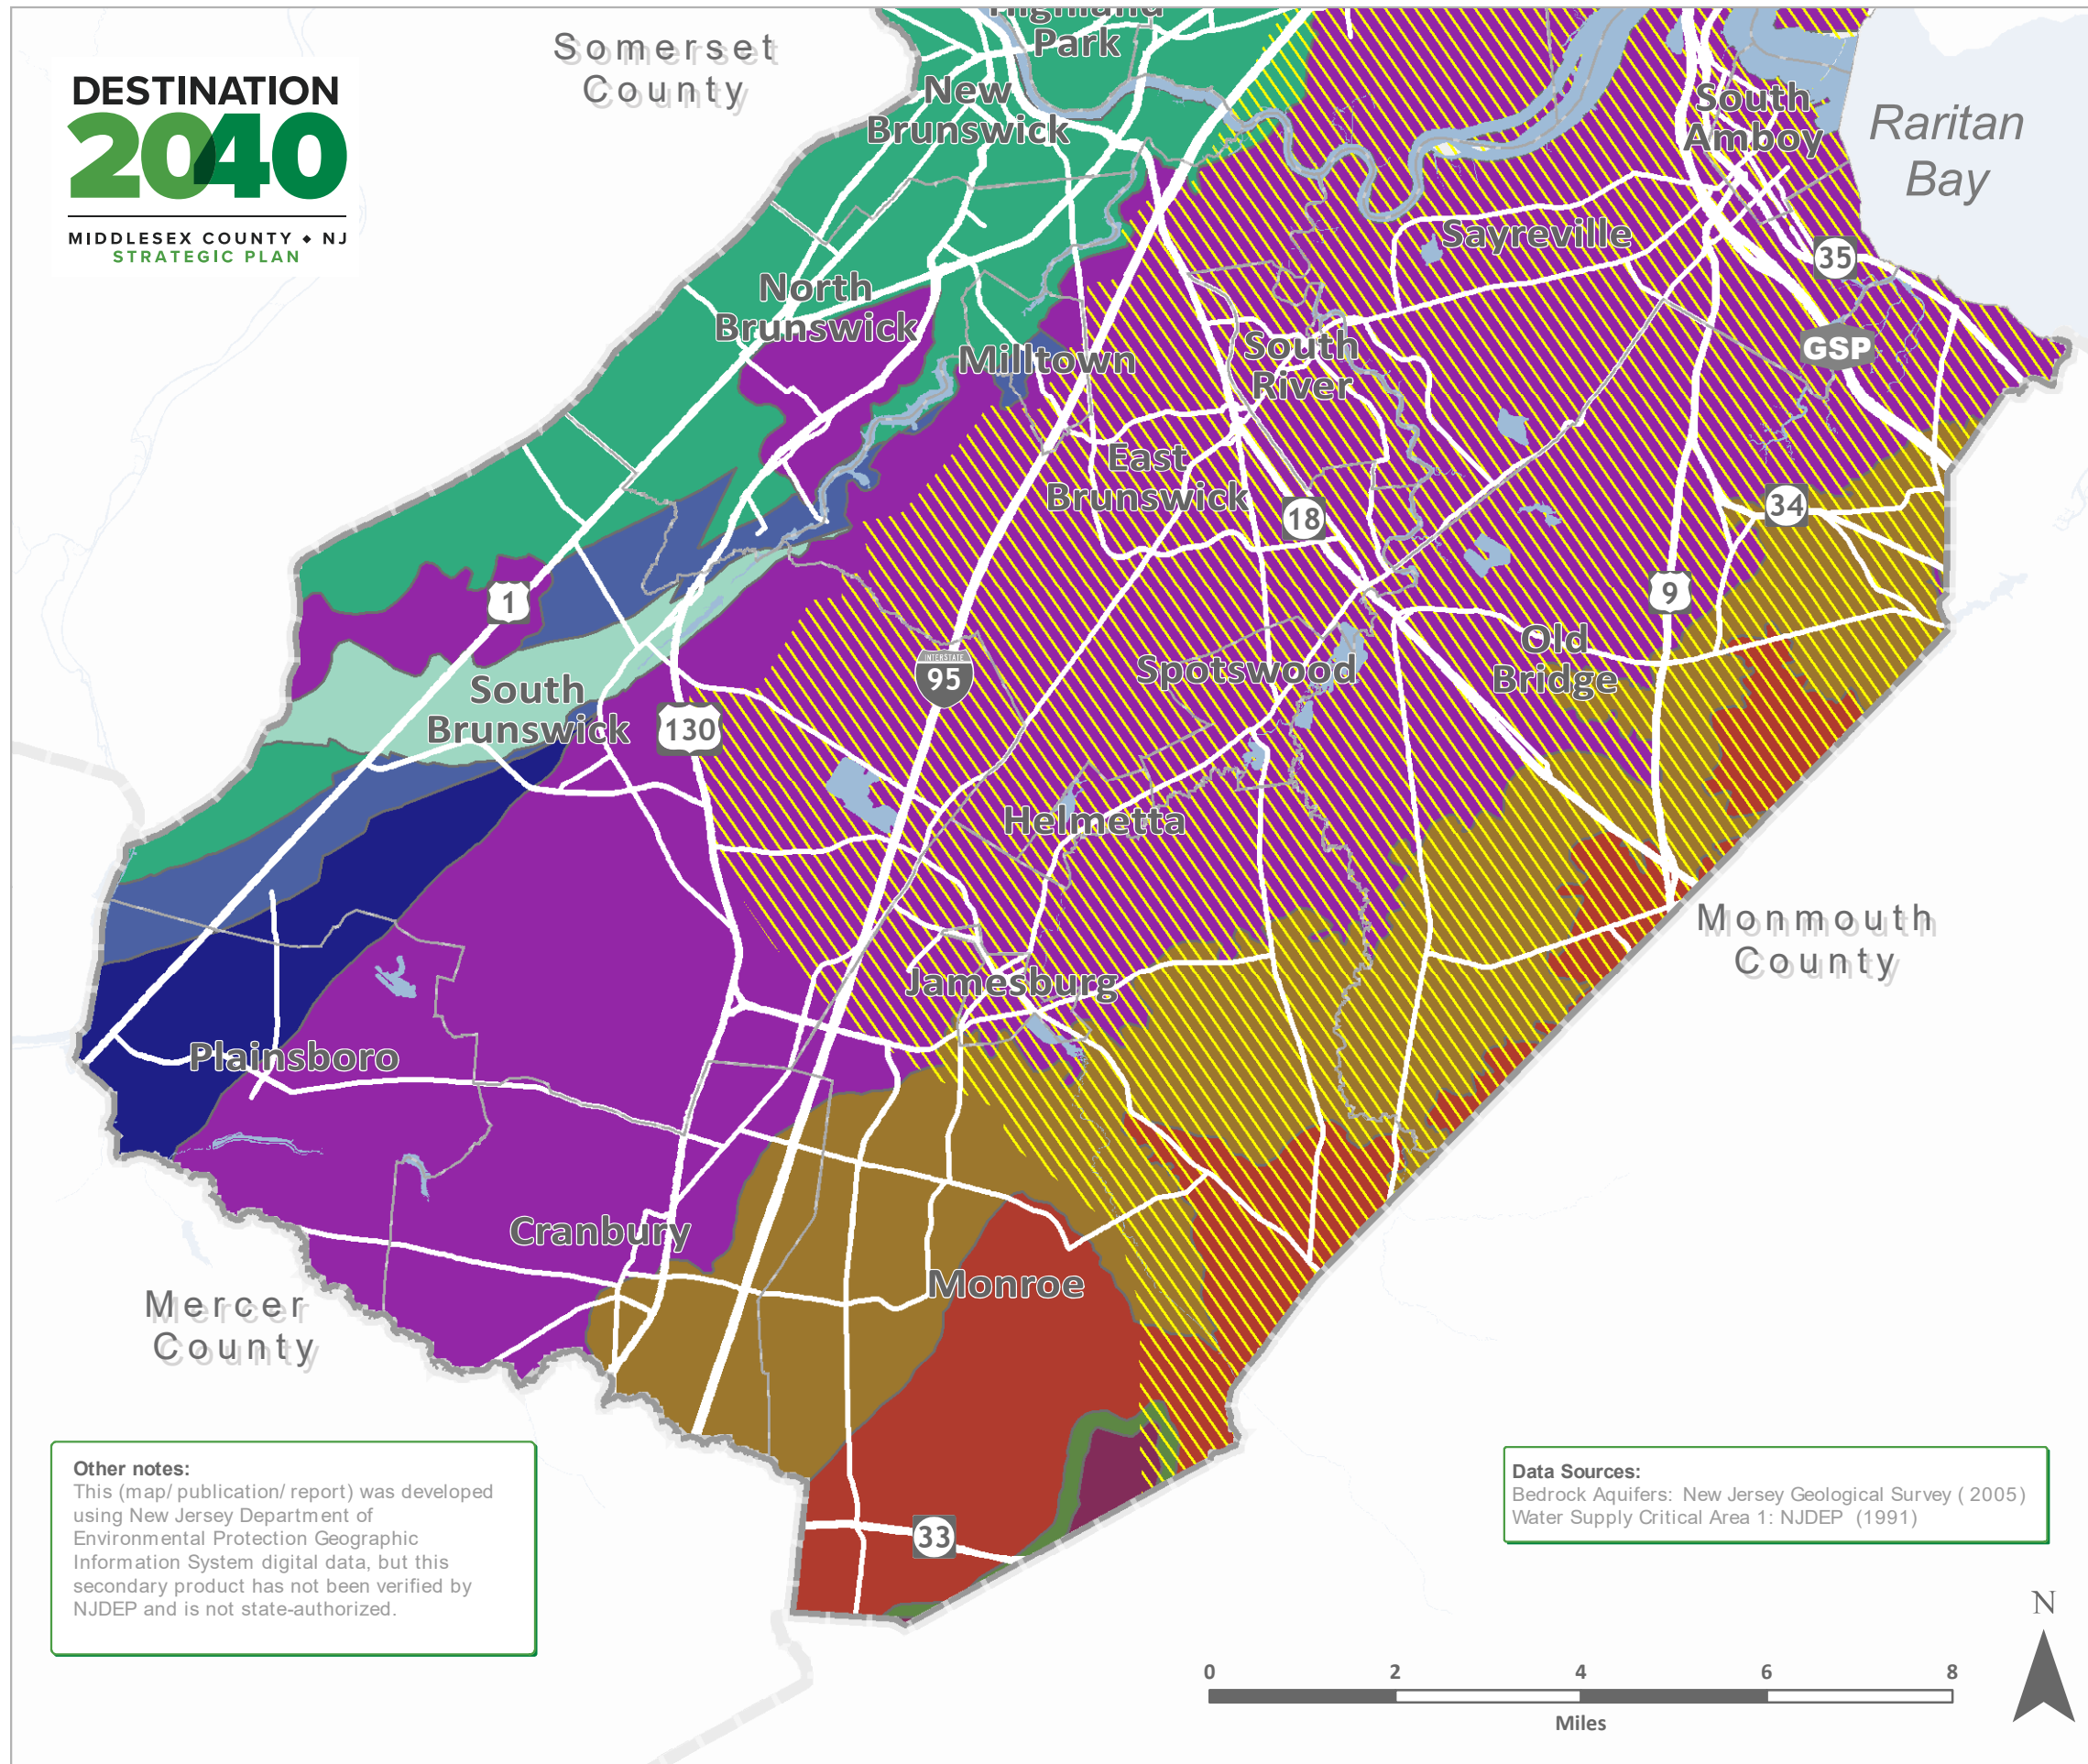 Highland
Park
Somerset
County
DESTINATION
2040
MIDDLESEX COUNTY ◆ NJ
STRATEGIC PLAN
New
Brunswick
South
Amboy
Raritan
Bay
Sayreville
35
North
Brunswick
Milltown
South
River
GSP
East
Brunswick
18
34
1
9
Old
Bridge
INTERSTATE
95
Spotswood
South
Brunswick
130
Helmetta
Monmouth
County
Jamesburg
Plainsboro
Cranbury
Monroe
Mercer
County
33
Other notes:
This (map/ publication/ report) was developed
using New Jersey Department of
Environmental Protection Geographic
Information System digital data, but this
secondary product has not been verified by
NJDEP and is not state-authorized.
Data Sources:
Bedrock Aquifers: New Jersey Geological Survey ( 2005)
Water Supply Critical Area 1: NJDEP (1991)
N
0 2 4 6 8
Miles